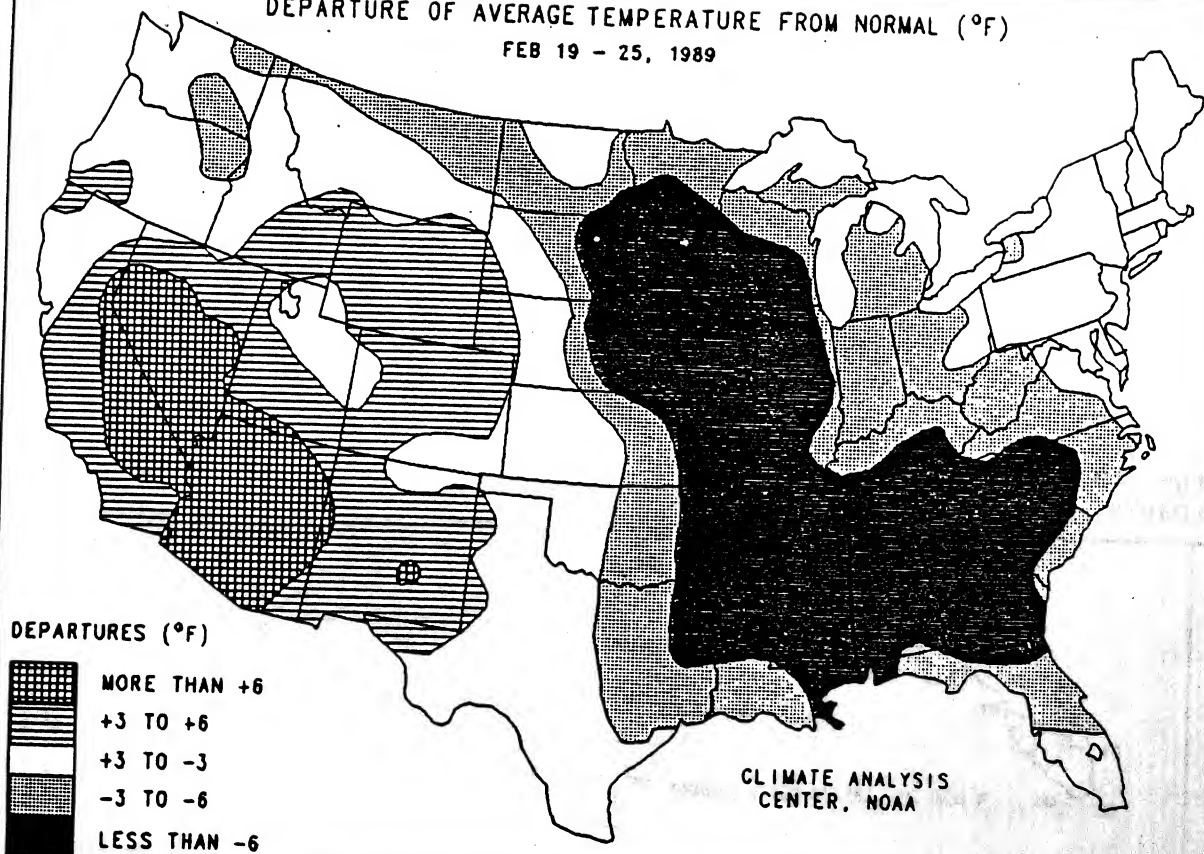 DEPARTURE OF AVERAGE TEMPERATURE FROM NORMAL (°F)
FEB 19 - 25, 1989
DEPARTURES (°F)
MORE THAN +6
+3 TO +6
+3 TO -3
-3 TO -6
LESS THAN -6
CLIMATE ANALYSIS
CENTER, NOAA